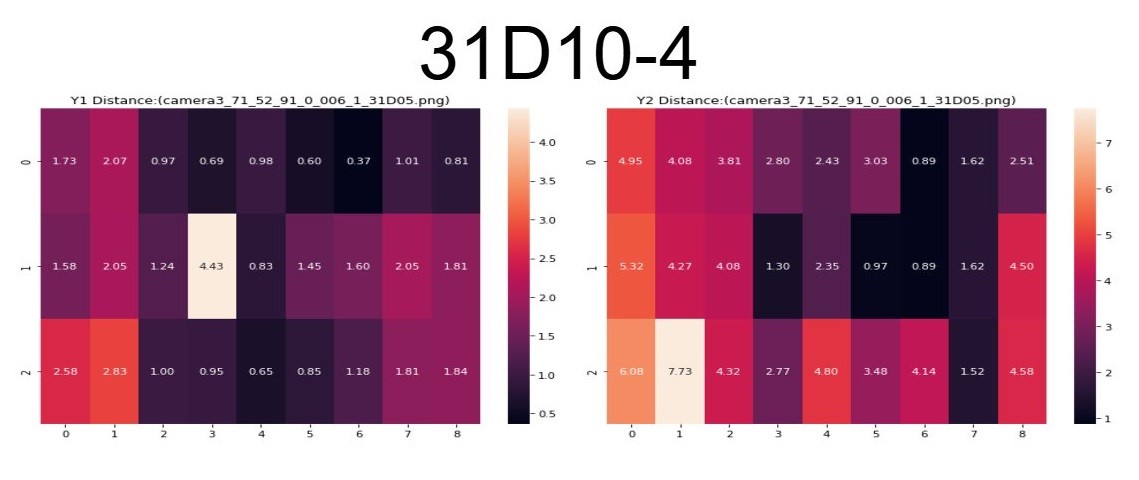 31D10-4
Y1 Distance:(camera3_71_52_91_0_006_1_31D05.png)
0 1.73 2.07 0.97 0.69 0.98 0.60 0.37 1.01 0.81
1 1.58 2.05 1.24 4.43 0.83 1.45 1.60 2.05 1.81
2 2.58 2.83 1.00 0.95 0.65 0.85 1.18 1.81 1.84
0 1 2 3 4 5 6 7 8
4.0
3.5
3.0
2.5
2.0
1.5
1.0
0.5
Y2 Distance:(camera3_71_52_91_0_006_1_31D05.png)
0 4.95 4.08 3.81 2.80 2.43 3.03 0.89 1.62 2.51
1 5.32 4.27 4.08 1.30 2.35 0.97 0.89 1.62 4.50
2 6.08 7.73 4.32 2.77 4.80 3.48 4.14 1.52 4.58
0 1 2 3 4 5 6 7 8
7
6
5
4
3
2
1